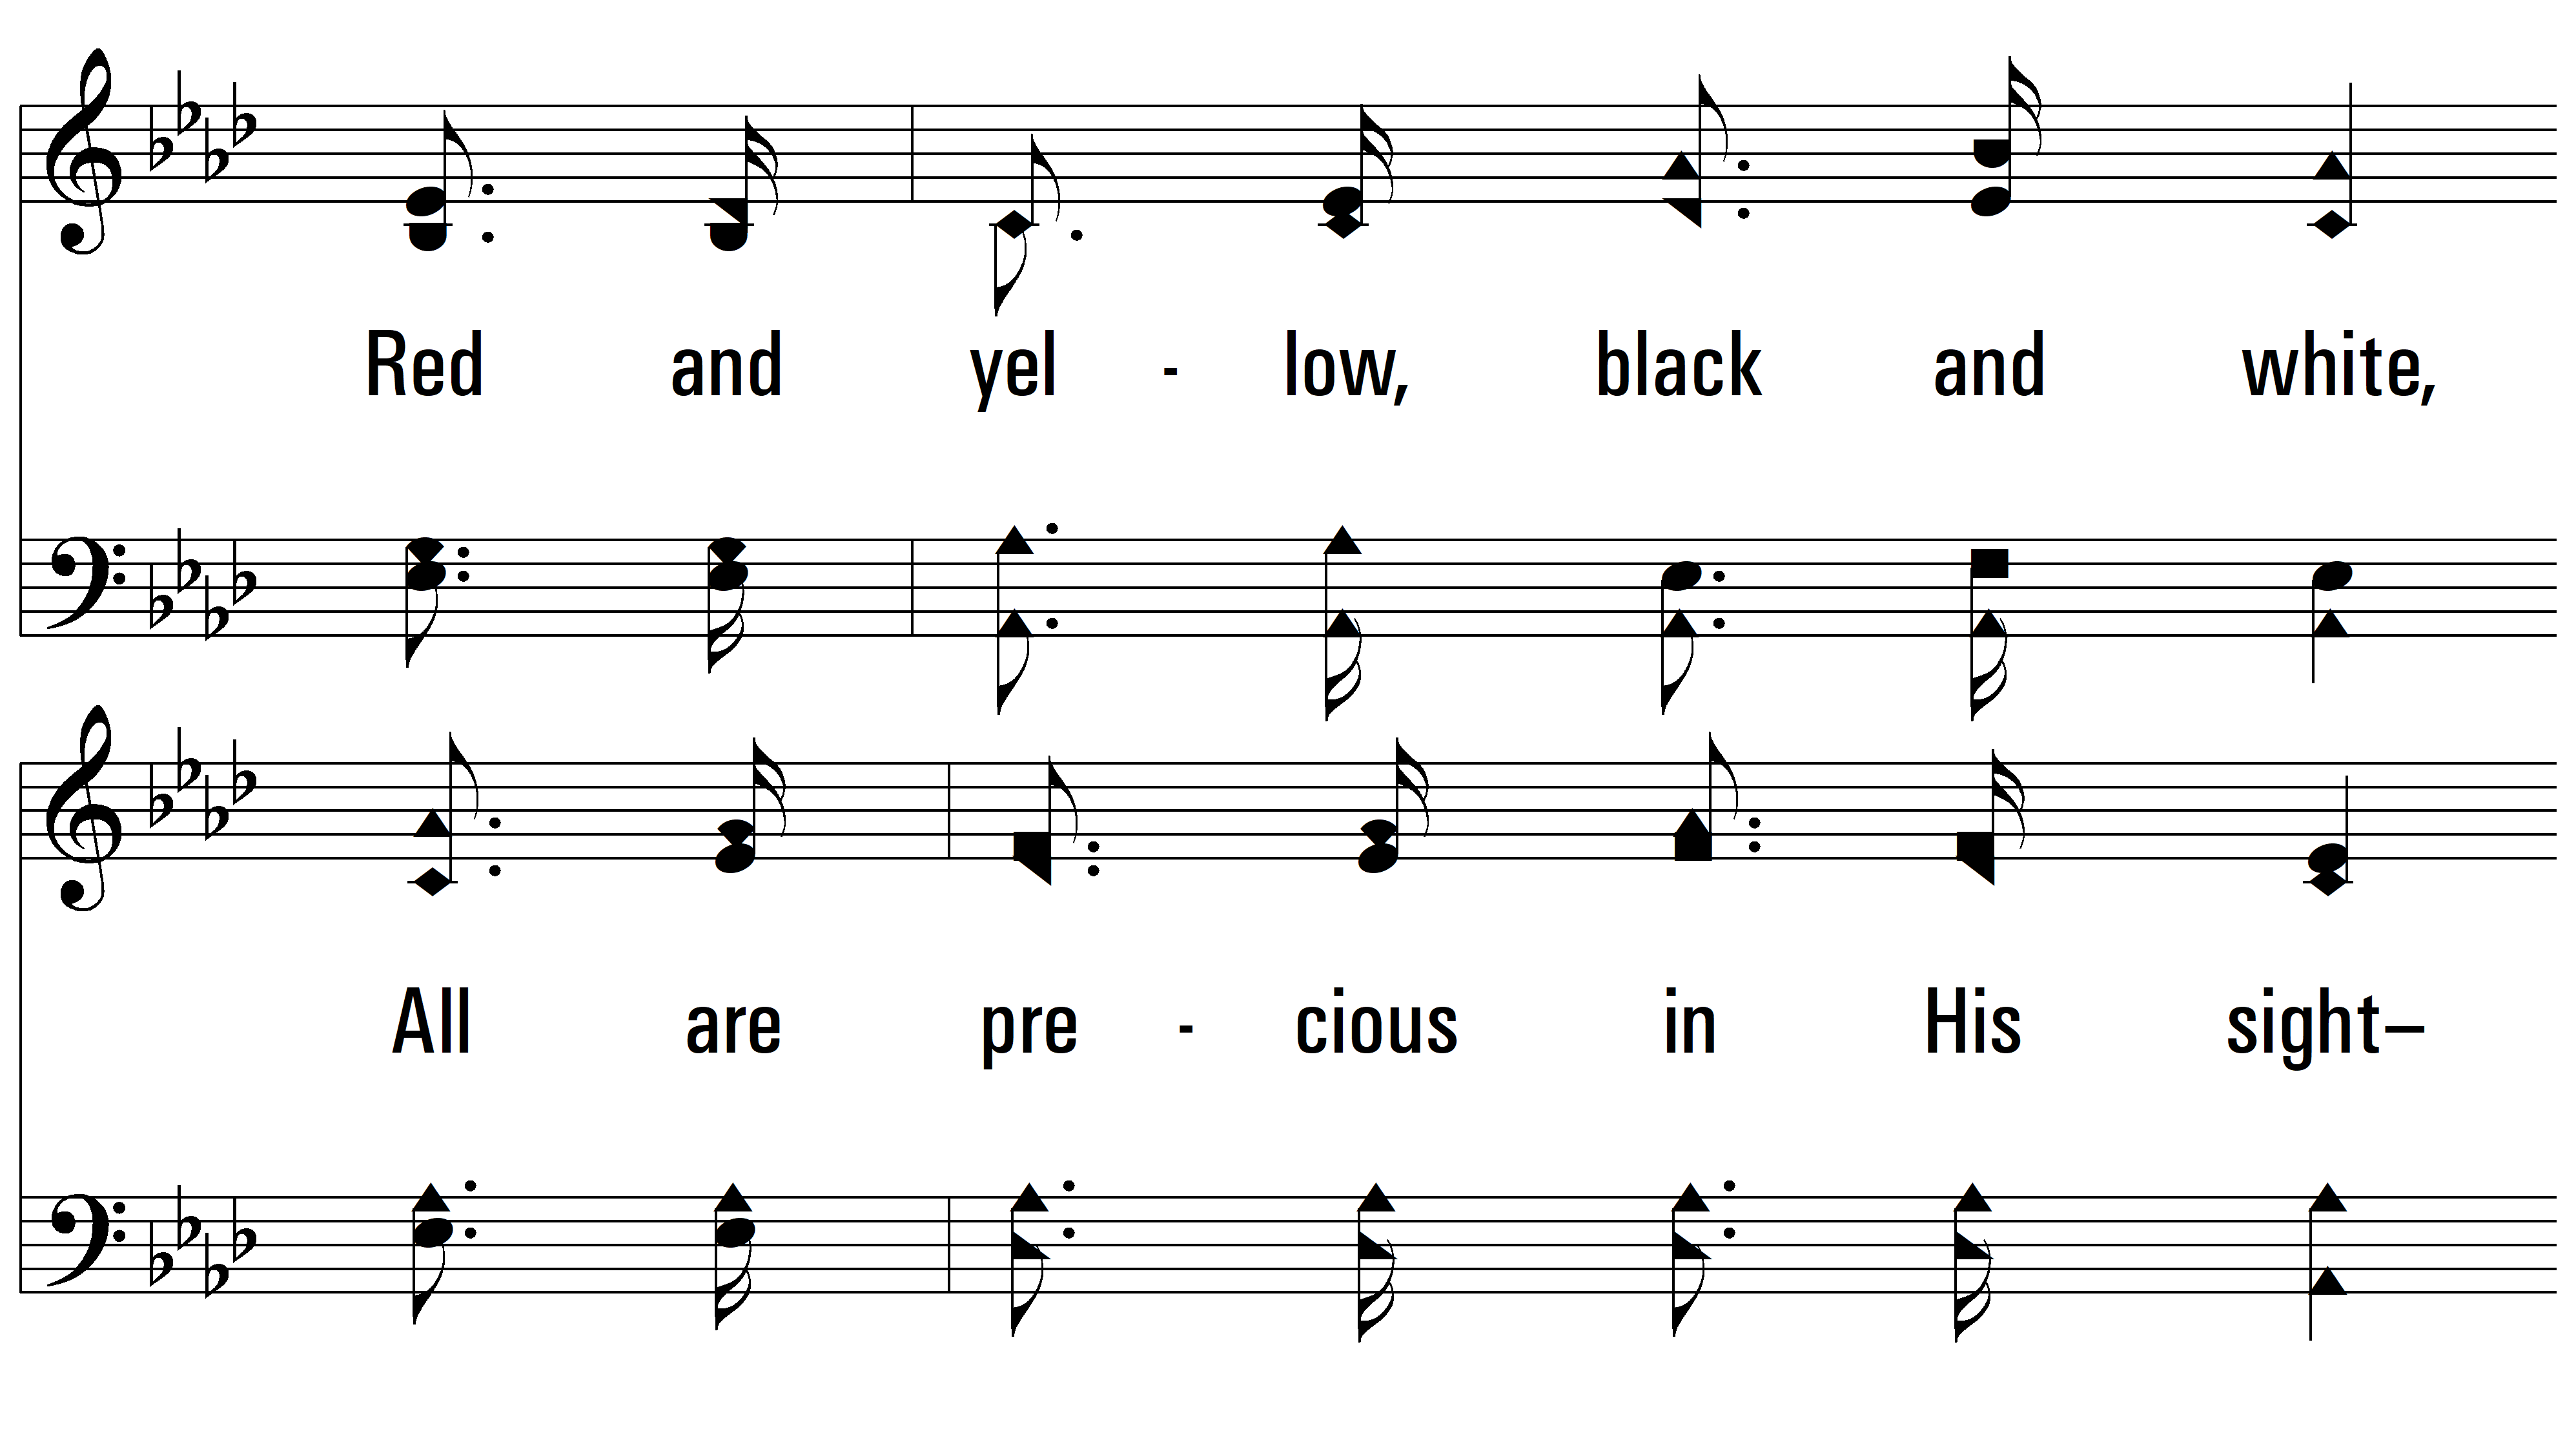 Red and yel - low, black and white,
All are pre - cious in His sight–